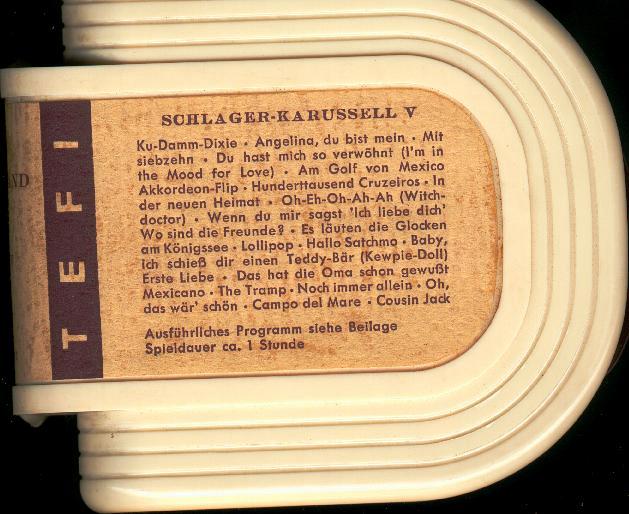 SCHLAGER-KARUSSELL V
Ku-Damm-Dixie · Angelina, du bist mein · Mit
siebzehn · Du hast mich so verwöhnt (I'm in
the Mood for Love) · Am Golf von Mexico
Akkordeon-Flip · Hunderttausend Cruzeiros · In
der neuen Heimat · Oh-Eh-Oh-Ah-Ah (Witch-
doctor) · Wenn du mir sagst 'Ich liebe dich'
Wo sind die Freunde? · Es läuten die Glocken
am Königssee · Lollipop · Hallo Satchmo · Baby,
ich schieß dir einen Teddy-Bär (Kewpie-Doll)
Erste Liebe · Das hat die Oma schon gewußt
Mexicano · The Tramp · Noch immer allein · Oh,
das wär' schön · Campo del Mare · Cousin Jack
Ausführliches Programm siehe Beilage
Spieldauer ca. 1 Stunde
TEFI
ND